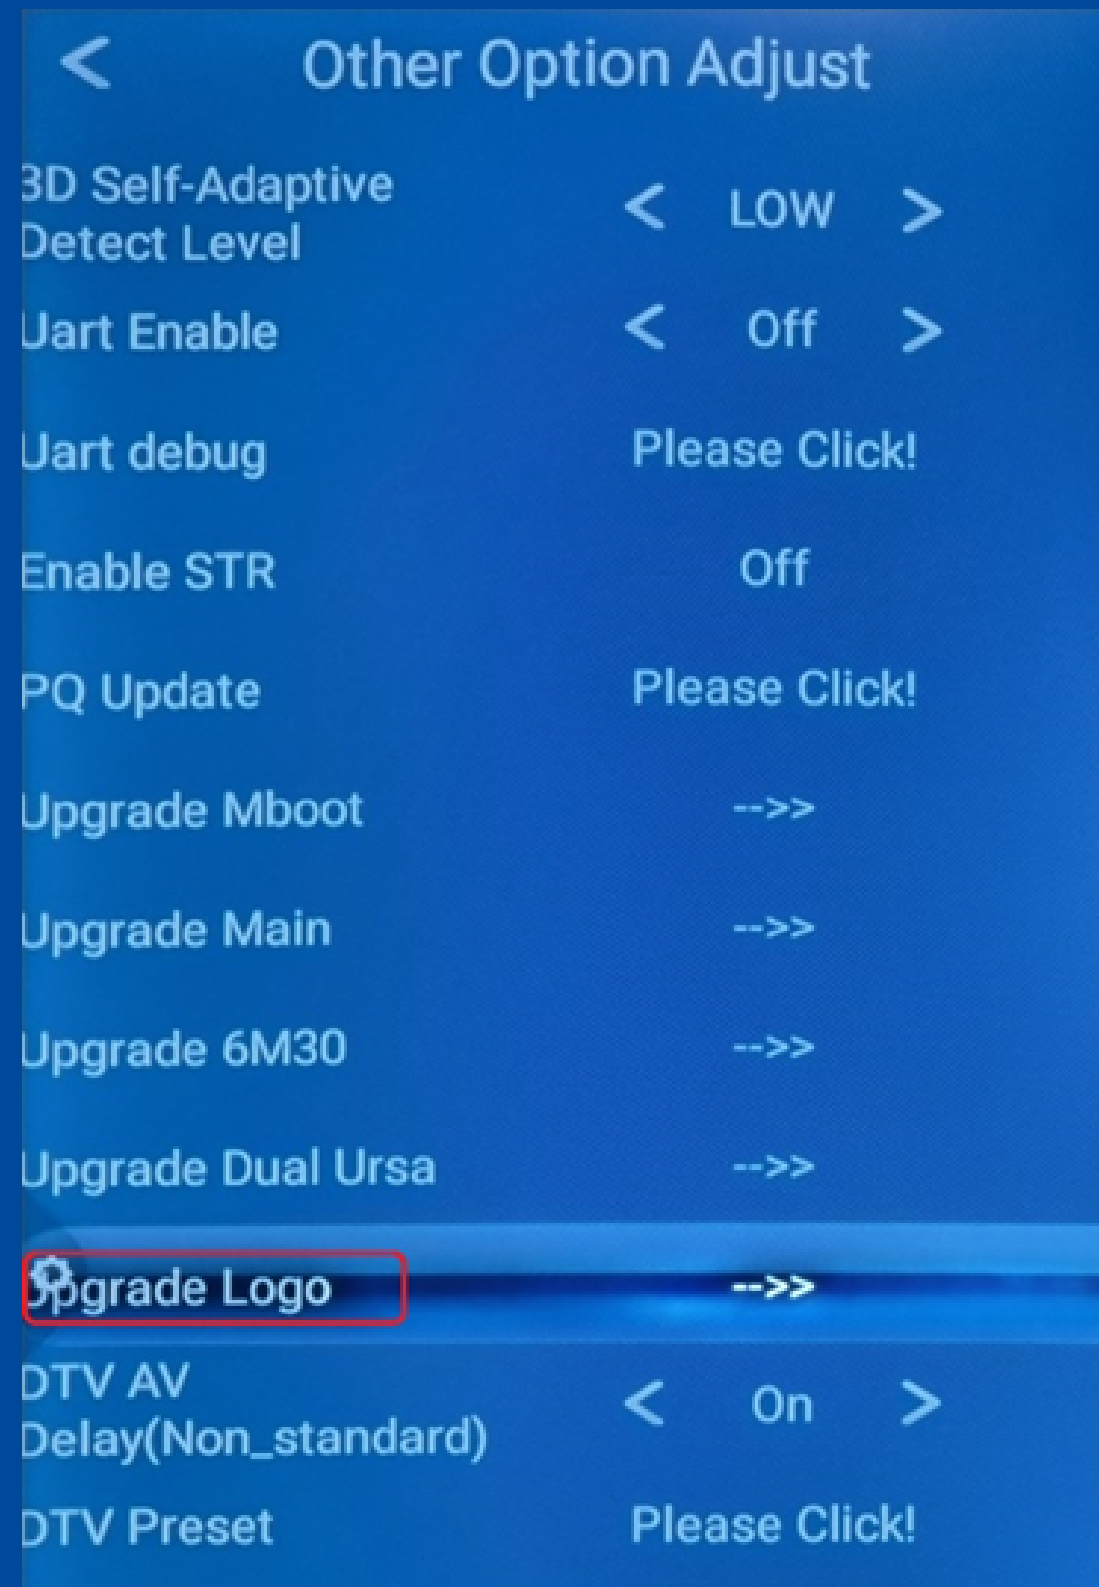 < Other Option Adjust
3D Self-Adaptive
Detect Level < LOW >
Uart Enable < Off >
Uart debug Please Click!
Enable STR Off
PQ Update Please Click!
Upgrade Mboot -->>
Upgrade Main -->>
Upgrade 6M30 -->>
Upgrade Dual Ursa -->>
Upgrade Logo -->>
DTV AV
Delay(Non_standard) < On >
DTV Preset Please Click!